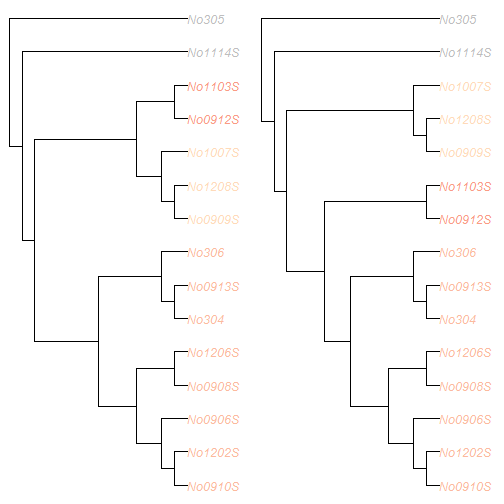 No305 No305
No1114S No1114S
No1103S No1007S
No0912S No1208S
No1007S No0909S
No1208S No1103S
No0909S No0912S
No306 No306
No0913S No0913S
No304 No304
No1206S No1206S
No0908S No0908S
No0906S No0906S
No1202S No1202S
No0910S No0910S